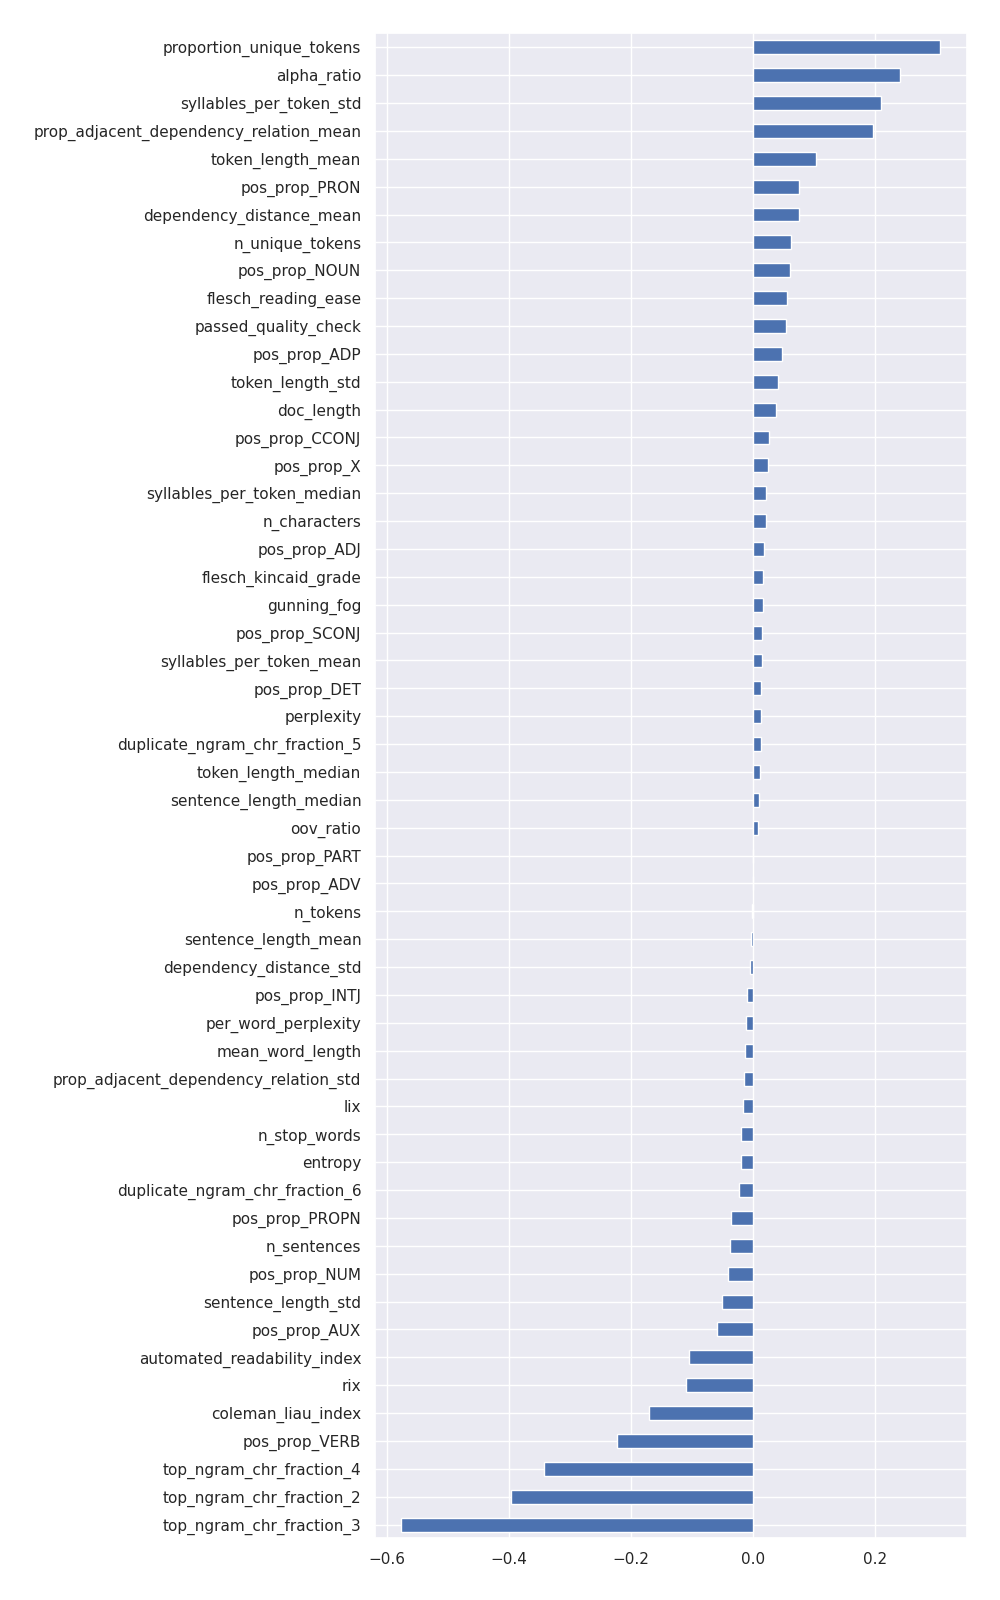 proportion_unique_tokens
alpha_ratio
syllables_per_token_std
prop_adjacent_dependency_relation_mean
token_length_mean
pos_prop_PRON
dependency_distance_mean
n_unique_tokens
pos_prop_NOUN
flesch_reading_ease
passed_quality_check
pos_prop_ADP
token_length_std
doc_length
pos_prop_CCONJ
pos_prop_X
syllables_per_token_median
n_characters
pos_prop_ADJ
flesch_kincaid_grade
gunning_fog
pos_prop_SCONJ
syllables_per_token_mean
pos_prop_DET
perplexity
duplicate_ngram_chr_fraction_5
token_length_median
sentence_length_median
oov_ratio
pos_prop_PART
pos_prop_ADV
n_tokens
sentence_length_mean
dependency_distance_std
pos_prop_INTJ
per_word_perplexity
mean_word_length
prop_adjacent_dependency_relation_std
lix
n_stop_words
entropy
duplicate_ngram_chr_fraction_6
pos_prop_PROPN
n_sentences
pos_prop_NUM
sentence_length_std
pos_prop_AUX
automated_readability_index
rix
coleman_liau_index
pos_prop_VERB
top_ngram_chr_fraction_4
top_ngram_chr_fraction_2
top_ngram_chr_fraction_3
−0.6 −0.4 −0.2 0.0 0.2